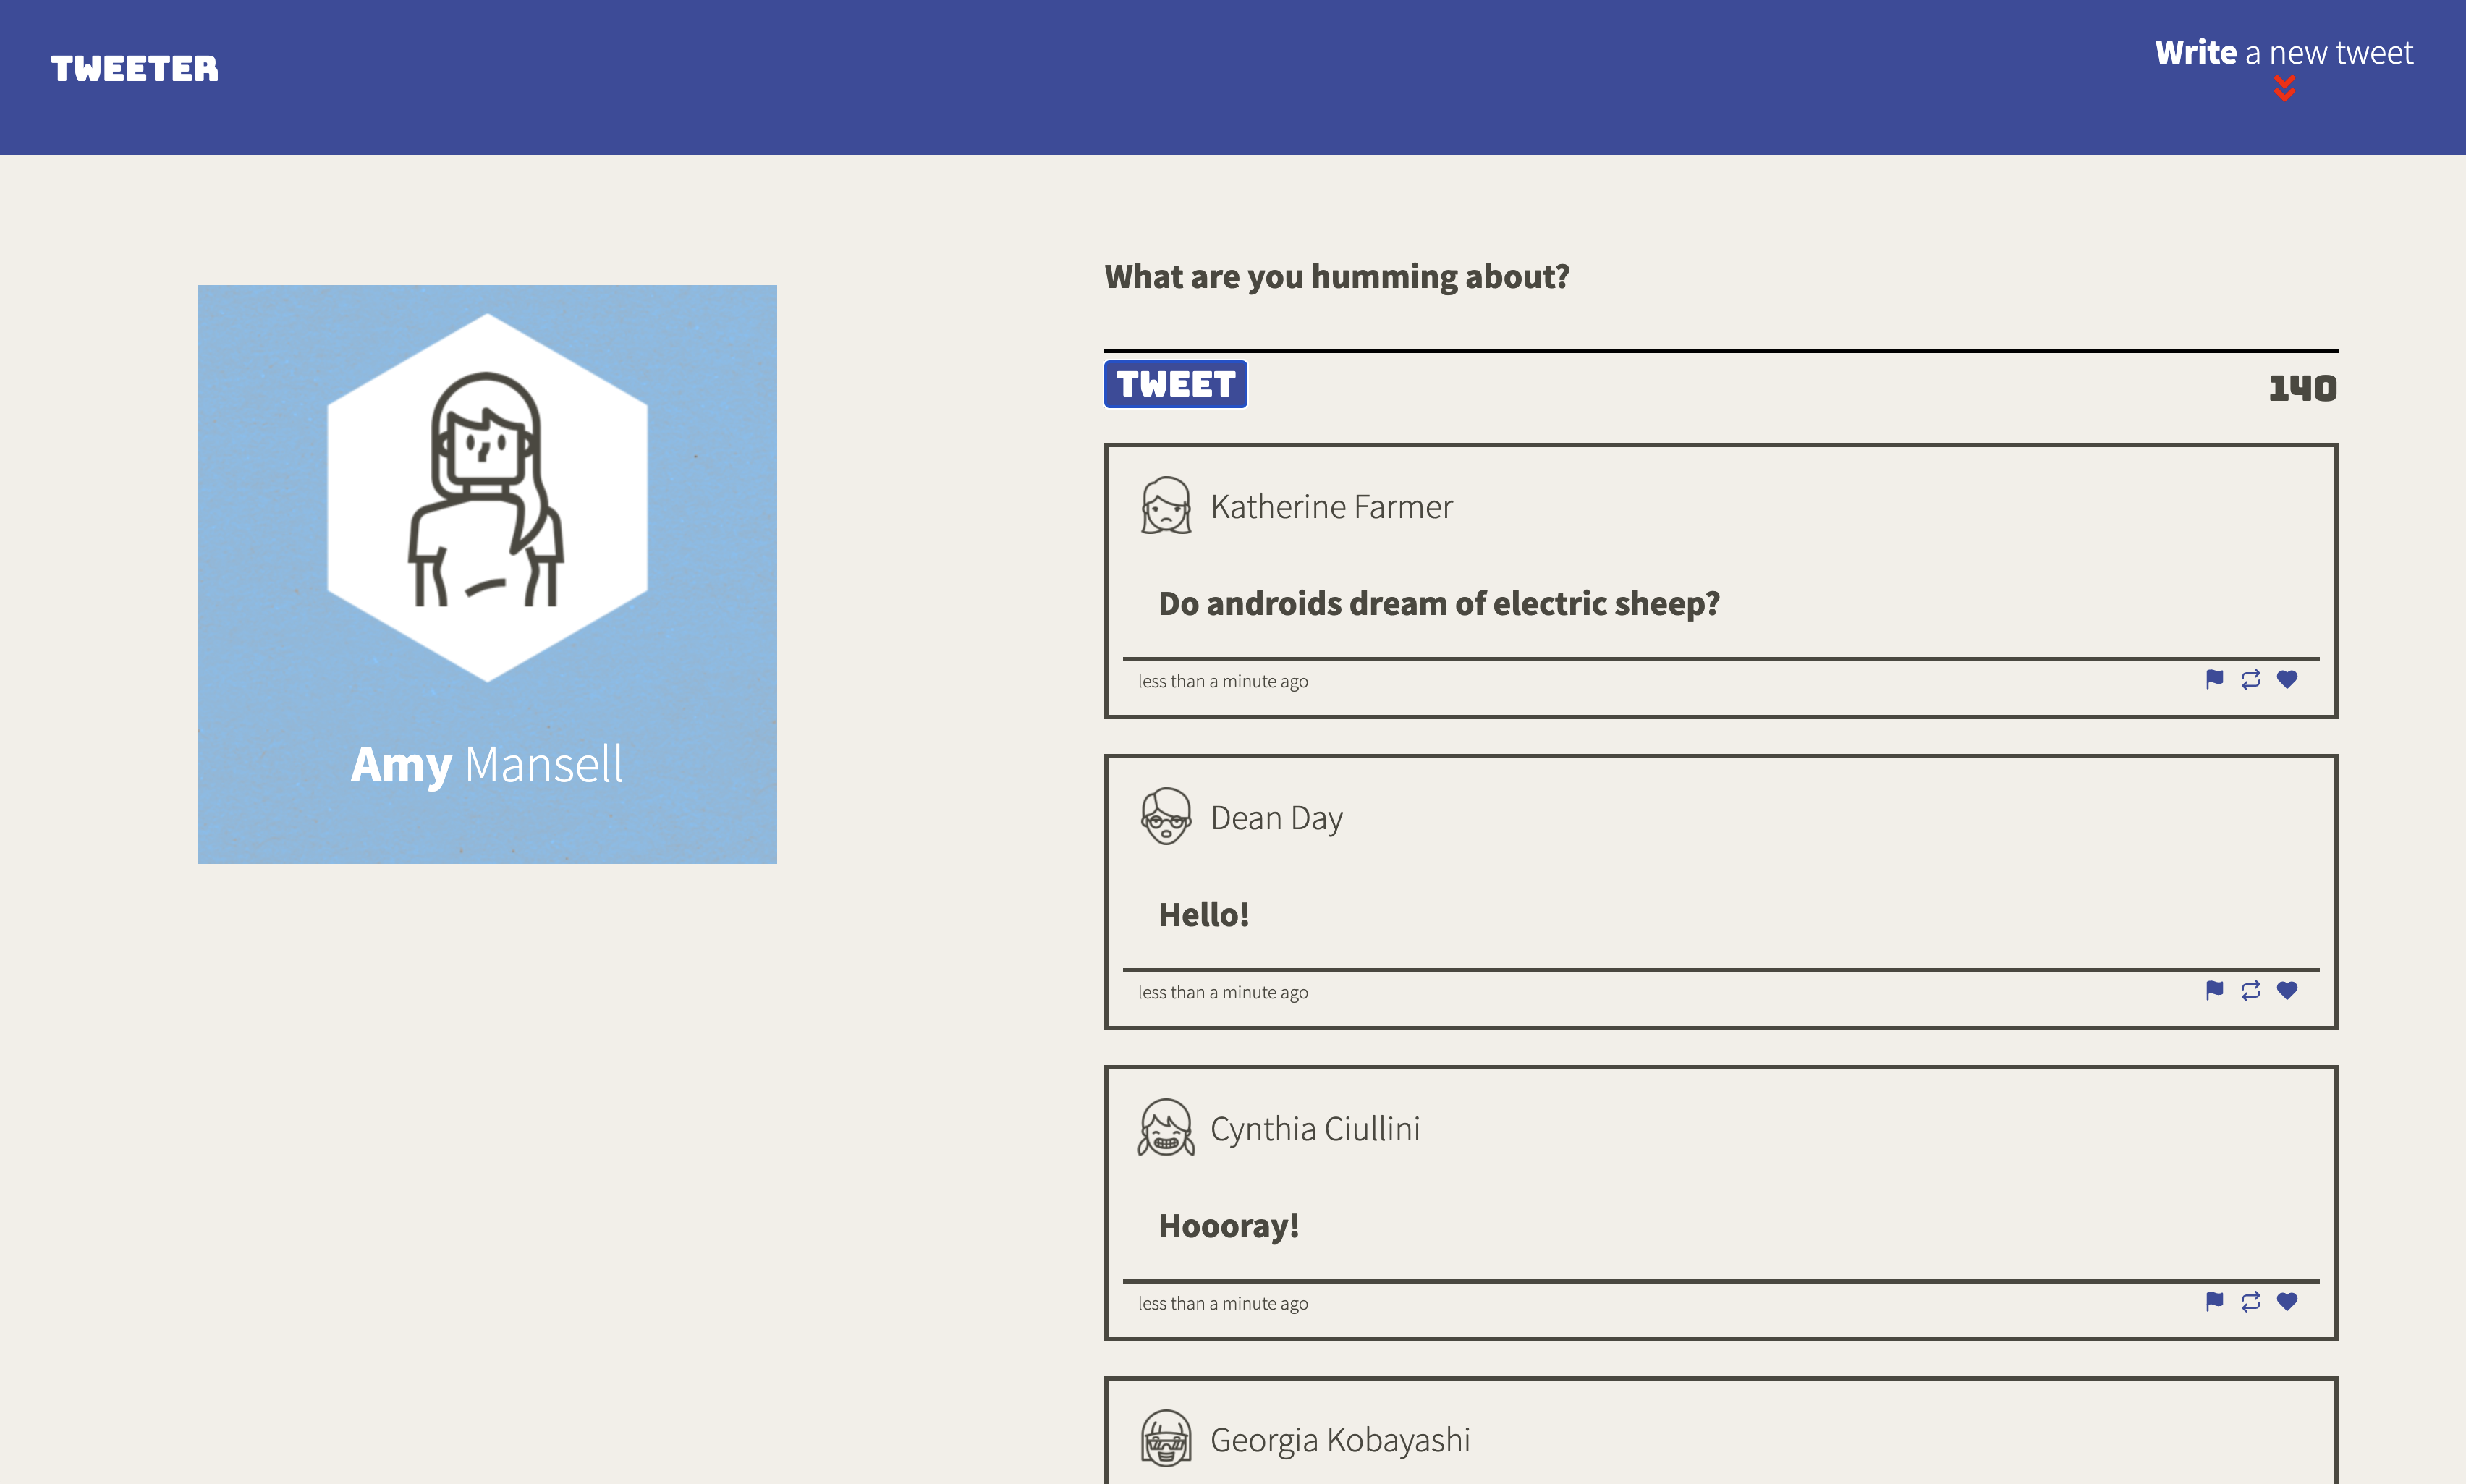 TWEETER
Write a new tweet
Amy Mansell
What are you humming about?
TWEET
140
Katherine Farmer
Do androids dream of electric sheep?
less than a minute ago
Dean Day
Hello!
less than a minute ago
Cynthia Ciullini
Hoooray!
less than a minute ago
Georgia Kobayashi